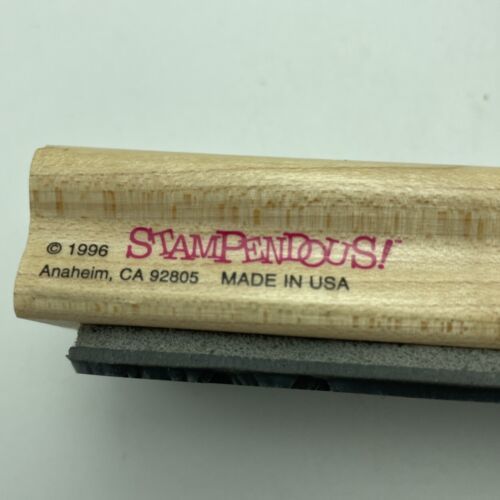 © 1996 STAMPENDOUS!™
Anaheim, CA 92805 MADE IN USA